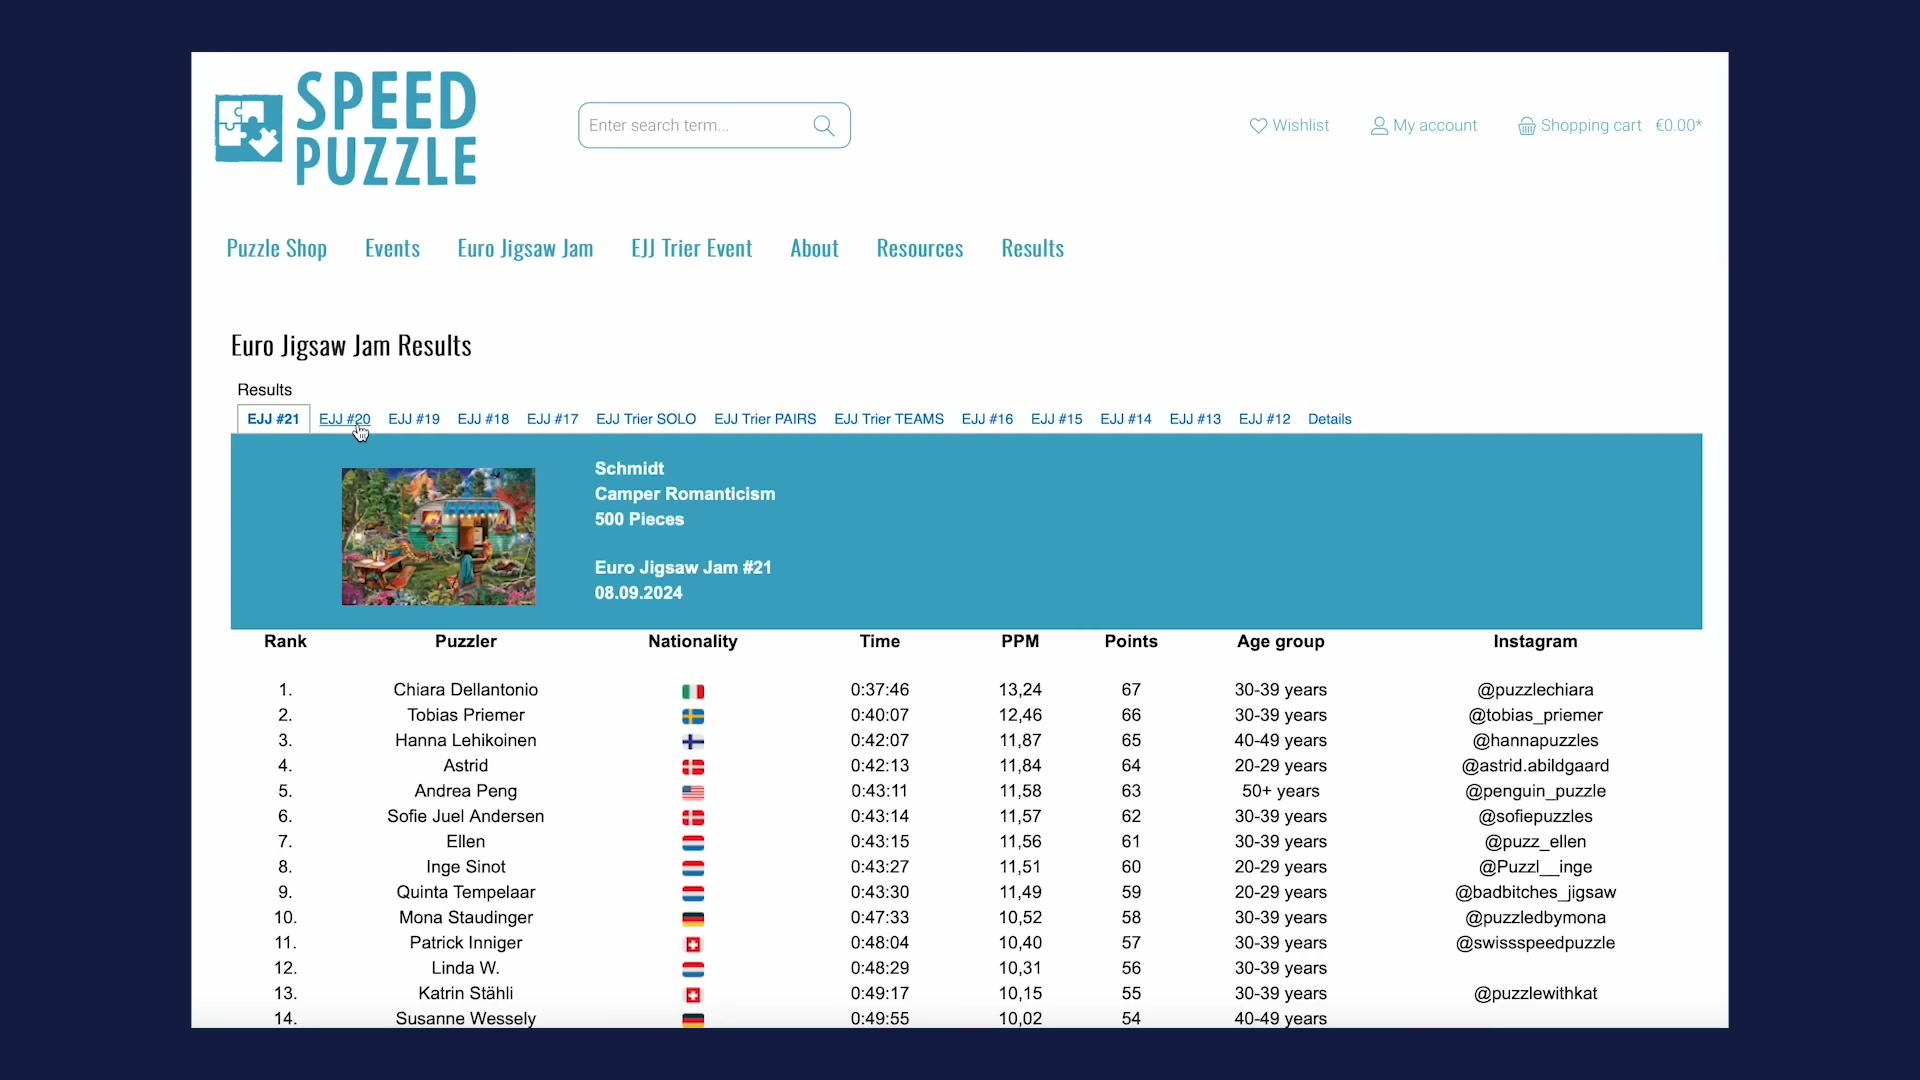 SPEED
PUZZLE
Enter search term...
Wishlist
My account
Shopping cart €0.00*
Puzzle Shop Events Euro Jigsaw Jam EJJ Trier Event About Resources Results
Euro Jigsaw Jam Results
Results
EJJ #21 EJJ #20 EJJ #19 EJJ #18 EJJ #17 EJJ Trier SOLO EJJ Trier PAIRS EJJ Trier TEAMS EJJ #16 EJJ #15 EJJ #14 EJJ #13 EJJ #12 Details
Schmidt
Camper Romanticism
500 Pieces
Euro Jigsaw Jam #21
08.09.2024
Rank Puzzler Nationality Time PPM Points Age group Instagram
1. Chiara Dellantonio 0:37:46 13,24 67 30-39 years @puzzlechiara
2. Tobias Priemer 0:40:07 12,46 66 30-39 years @tobias_priemer
3. Hanna Lehikoinen 0:42:07 11,87 65 40-49 years @hannapuzzles
4. Astrid 0:42:13 11,84 64 20-29 years @astrid.abildgaard
5. Andrea Peng 0:43:11 11,58 63 50+ years @penguin_puzzle
6. Sofie Juel Andersen 0:43:14 11,57 62 30-39 years @sofiepuzzles
7. Ellen 0:43:15 11,56 61 30-39 years @puzz_ellen
8. Inge Sinot 0:43:27 11,51 60 20-29 years @Puzzl__inge
9. Quinta Tempelaar 0:43:30 11,49 59 20-29 years @badbitches_jigsaw
10. Mona Staudinger 0:47:33 10,52 58 30-39 years @puzzledbymona
11. Patrick Inniger 0:48:04 10,40 57 30-39 years @swissspeedpuzzle
12. Linda W. 0:48:29 10,31 56 30-39 years
13. Katrin Stähli 0:49:17 10,15 55 30-39 years @puzzlewithkat
14. Susanne Wessely 0:49:55 10,02 54 40-49 years